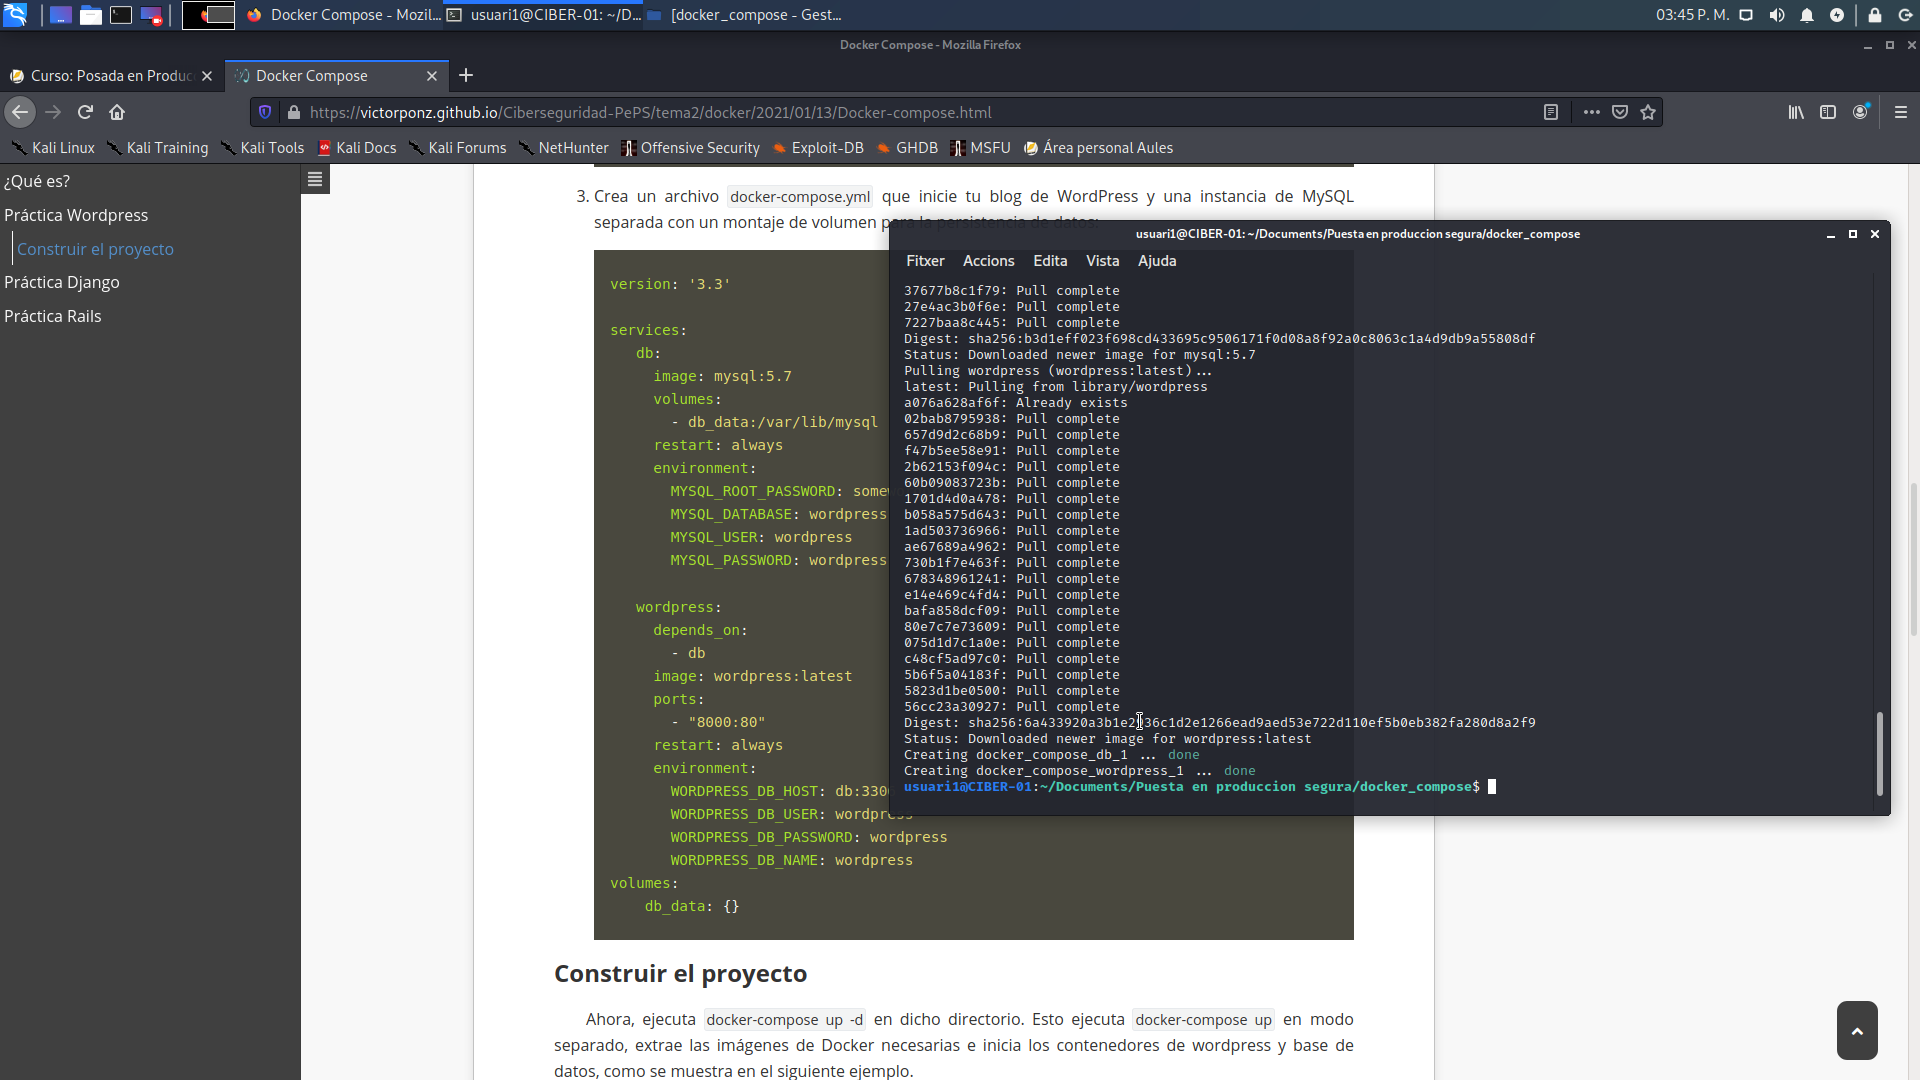 Docker Compose - Mozil...
usuari1@CIBER-01: ~/D...
[docker_compose - Gest...
03:45 P. M.
Docker Compose - Mozilla Firefox
Curso: Posada en Produc
Docker Compose
https://victorponz.github.io/Ciberseguridad-PePS/tema2/docker/2021/01/13/Docker-compose.html
Kali Linux
Kali Training
Kali Tools
Kali Docs
Kali Forums
NetHunter
Offensive Security
Exploit-DB
GHDB
MSFU
Área personal Aules
¿Qué es?
Práctica Wordpress
Construir el proyecto
Práctica Django
Práctica Rails
3. Crea un archivo docker-compose.yml que inicie tu blog de WordPress y una instancia de MySQL
separada con un montaje de volumen para la persistencia de datos:
version: '3.3'
services:
db:
image: mysql:5.7
volumes:
- db_data:/var/lib/mysql
restart: always
environment:
MYSQL_ROOT_PASSWORD: somew
MYSQL_DATABASE: wordpress
MYSQL_USER: wordpress
MYSQL_PASSWORD: wordpress
wordpress:
depends_on:
- db
image: wordpress:latest
ports:
- "8000:80"
restart: always
environment:
WORDPRESS_DB_HOST: db:3306
WORDPRESS_DB_USER: wordpress
WORDPRESS_DB_PASSWORD: wordpress
WORDPRESS_DB_NAME: wordpress
volumes:
db_data: {}
Construir el proyecto
Ahora, ejecuta docker-compose up -d en dicho directorio. Esto ejecuta docker-compose up en modo
separado, extrae las imágenes de Docker necesarias e inicia los contenedores de wordpress y base de
datos, como se muestra en el siguiente ejemplo.
usuari1@CIBER-01: ~/Documents/Puesta en produccion segura/docker_compose
Fitxer Accions Edita Vista Ajuda
37677b8c1f79: Pull complete
27e4ac3b0f6e: Pull complete
7227baa8c445: Pull complete
Digest: sha256:b3d1eff023f698cd433695c9506171f0d08a8f92a0c8063c1a4d9db9a55808df
Status: Downloaded newer image for mysql:5.7
Pulling wordpress (wordpress:latest)...
latest: Pulling from library/wordpress
a076a628af6f: Already exists
02bab8795938: Pull complete
657d9d2c68b9: Pull complete
f47b5ee58e91: Pull complete
2b62153f094c: Pull complete
60b09083723b: Pull complete
1701d4d0a478: Pull complete
b058a575d643: Pull complete
1ad503736966: Pull complete
ae67689a4962: Pull complete
730b1f7e463f: Pull complete
678348961241: Pull complete
e14e469c4fd4: Pull complete
bafa858dcf09: Pull complete
80e7c7e73609: Pull complete
075d1d7c1a0e: Pull complete
c48cf5ad97c0: Pull complete
5b6f5a04183f: Pull complete
5823d1be0500: Pull complete
56cc23a30927: Pull complete
Digest:
Status: Downloaded newer image for wordpress:latest
Creating docker_compose_db_1 ... done
Creating docker_compose_wordpress_1 ... done
usuari1@CIBER-01:~/Documents/Puesta en produccion segura/docker_compose$